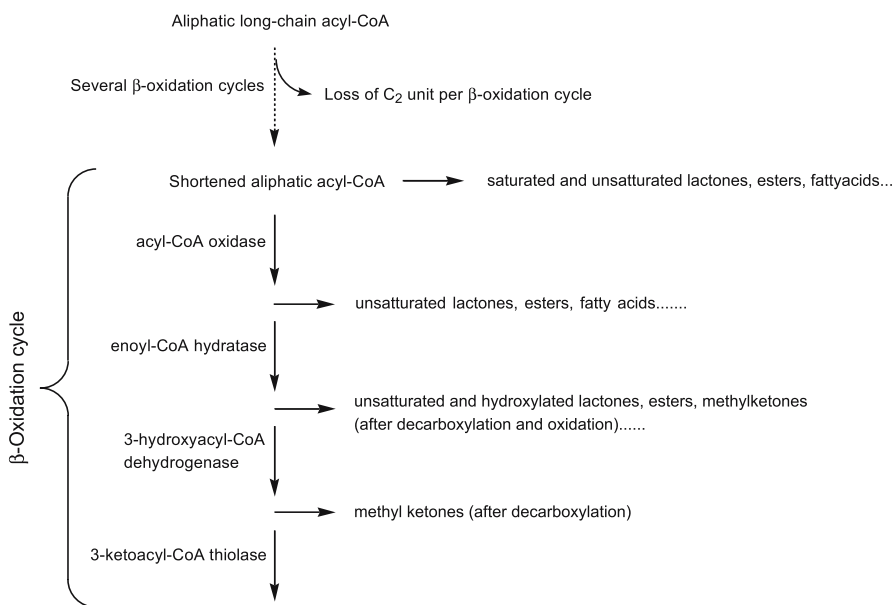 Aliphatic long-chain acyl-CoA
Several β-oxidation cycles
Loss of C₂ unit per β-oxidation cycle
Shortened aliphatic acyl-CoA
saturated and unsatturated lactones, esters, fattyacids...
acyl-CoA oxidase
unsatturated lactones, esters, fatty acids.......
enoyl-CoA hydratase
unsatturated and hydroxylated lactones, esters, methylketones
(after decarboxylation and oxidation)......
3-hydroxyacyl-CoA
dehydrogenase
methyl ketones (after decarboxylation)
3-ketoacyl-CoA thiolase
β-Oxidation cycle